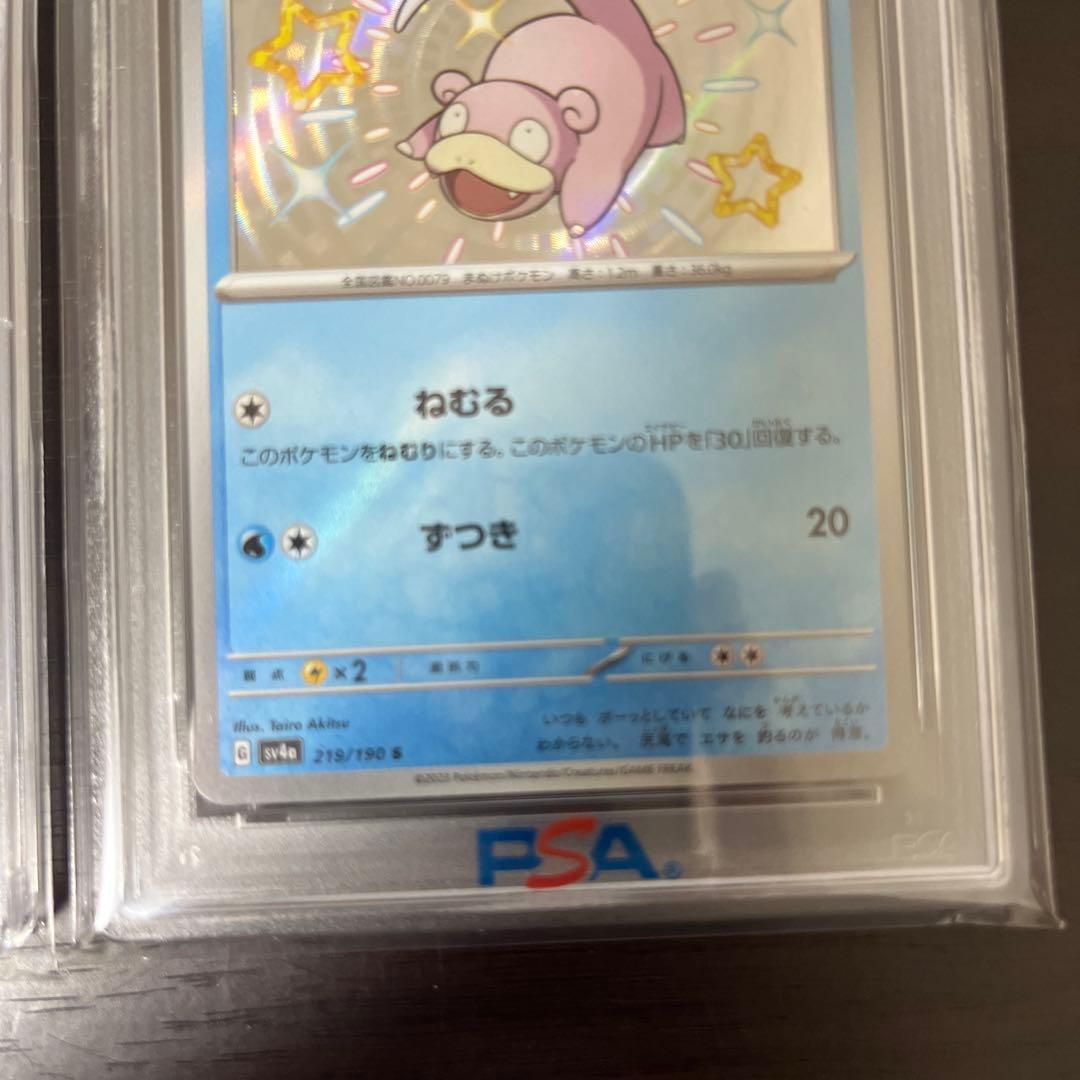 全国図鑑NO.0079 まぬけポケモン 高さ:1.2m 重さ:36.0kg
ねむる
このポケモンをねむりにする。このポケモンのHPを「30」回復する。
ずつき 20
弱点 ×2 抵抗力 にげる
Illus. Taira Akitsu
いつも ボーッとしていて なにを 考えているか
わからない。 尻尾で エサを 釣るのが 得意。
G sv4a 219/190 S
©2023 Pokémon/Nintendo/Creatures/GAME FREAK
PSA®